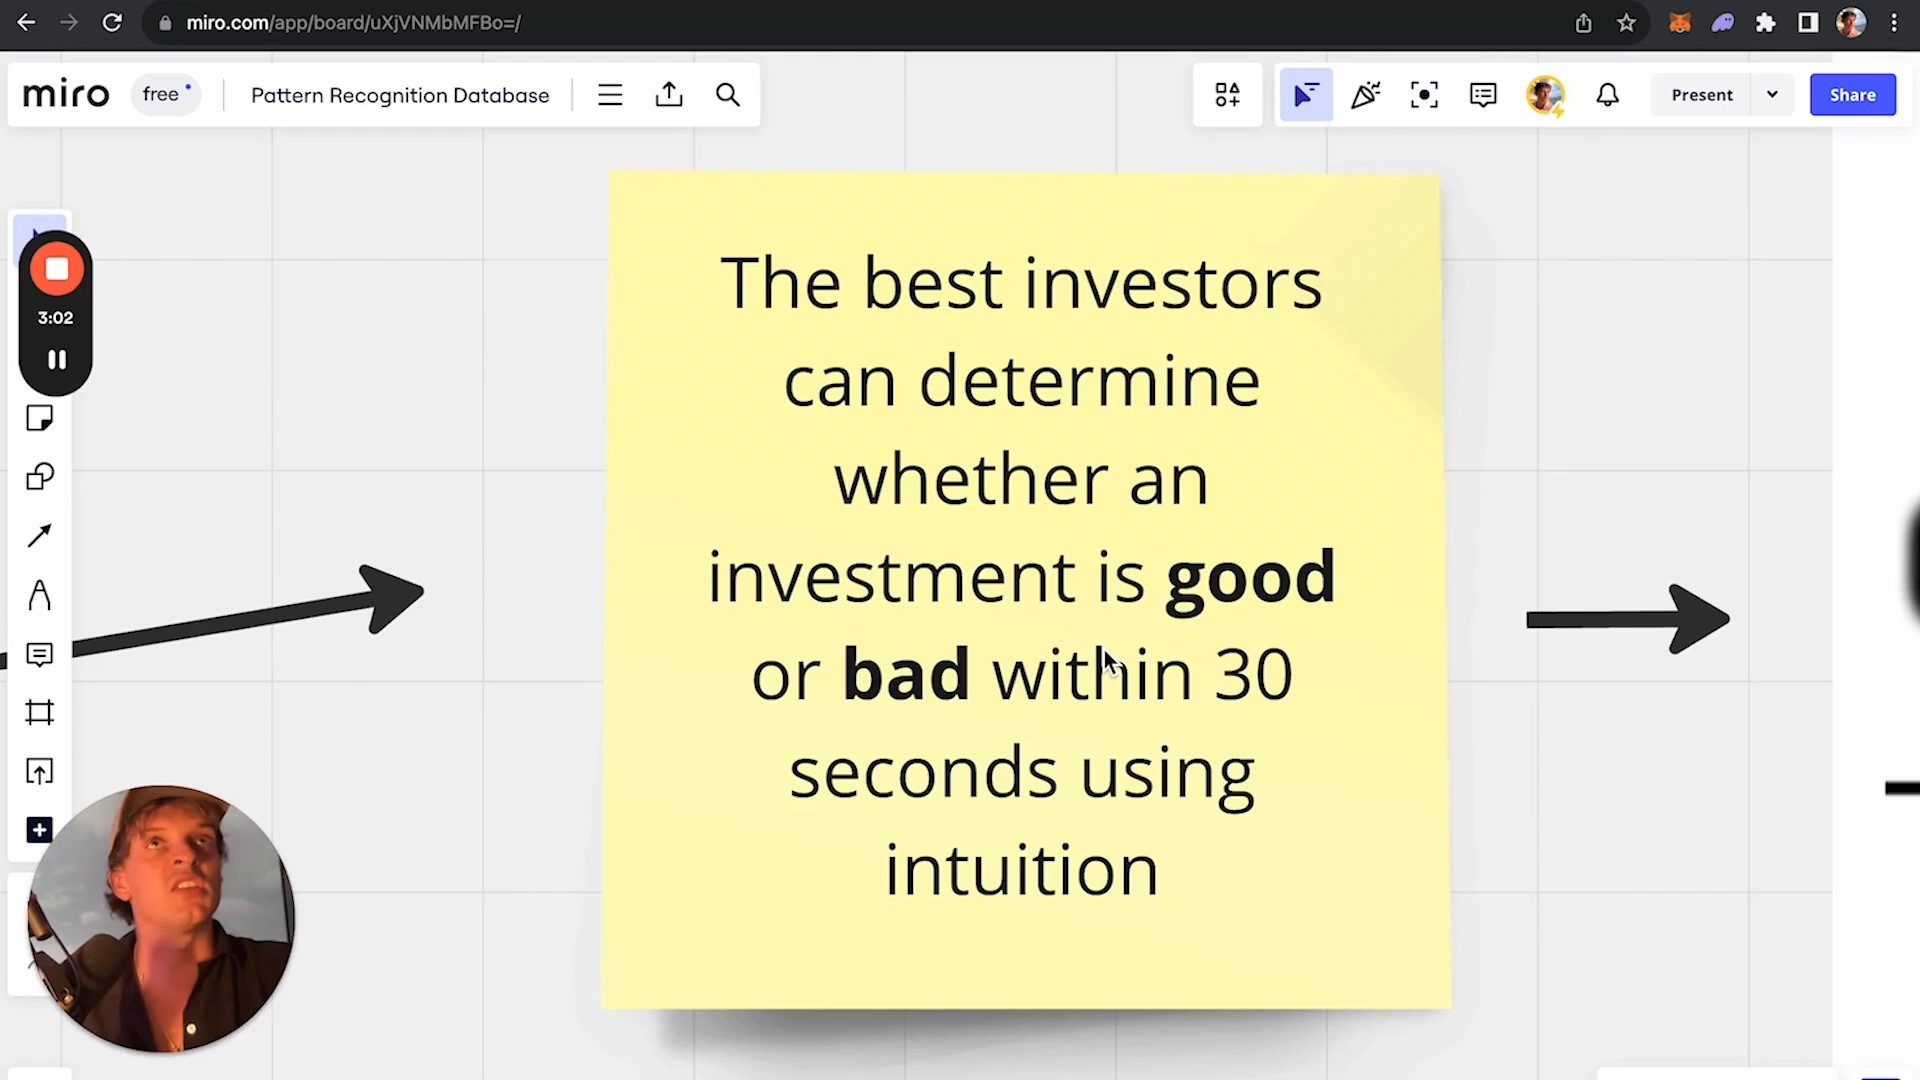 miro.com/app/board/uXjVNMbMFBo=/
miro
free
Pattern Recognition Database
Present
Share
3:02
The best investors
can determine
whether an
investment is good
or bad within 30
seconds using
intuition